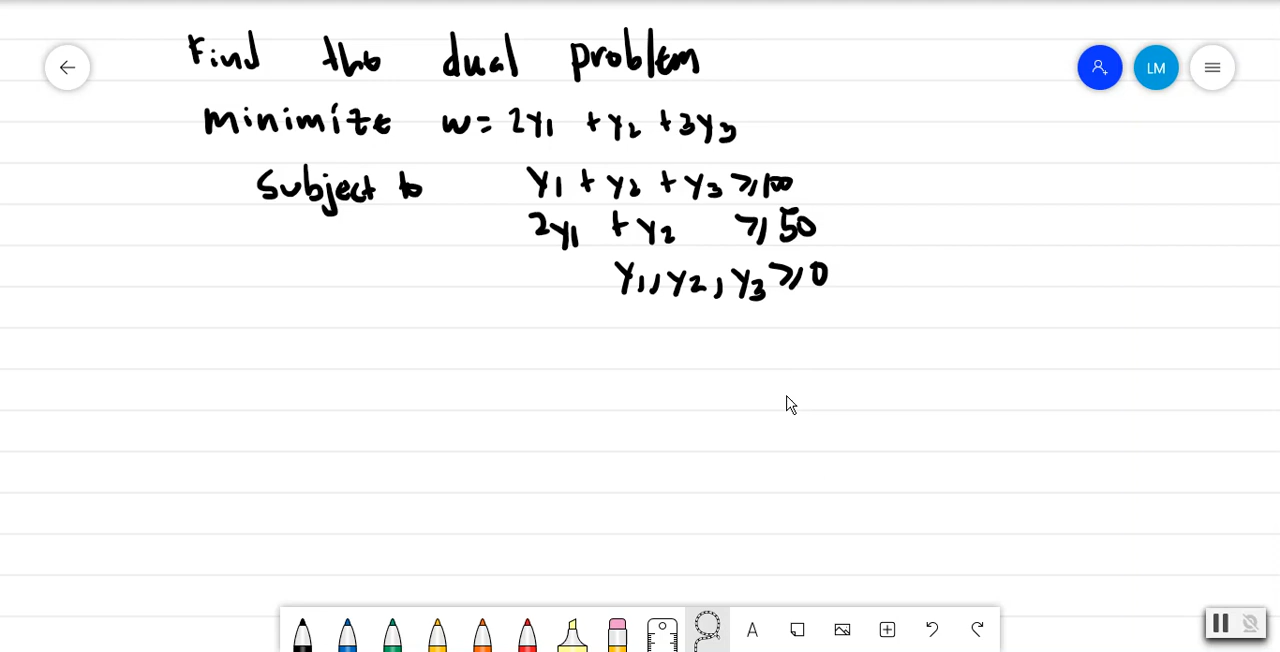 Find the dual problem
minimize w = 2y1 + y2 + 3y3
Subject to y1 + y2 + y3 ≥ 100
2y1 + y2 ≥ 50
y1, y2, y3 ≥ 0
LM
A